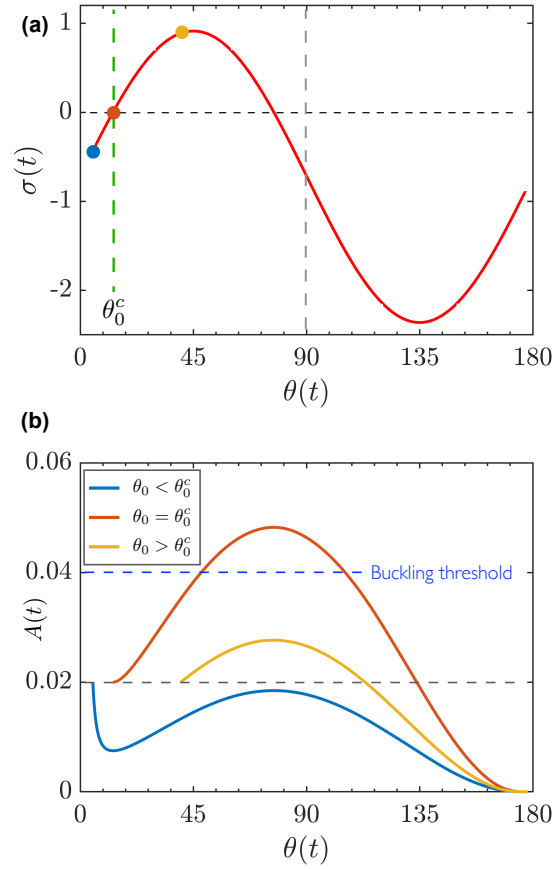 (a)
σ(t)
1
0
-1
-2
θ₀ᶜ
0 45 90 135 180
θ(t)
(b)
A(t)
0.06
0.04
0.02
0
θ₀ < θ₀ᶜ
θ₀ = θ₀ᶜ
θ₀ > θ₀ᶜ
Buckling threshold
0 45 90 135 180
θ(t)